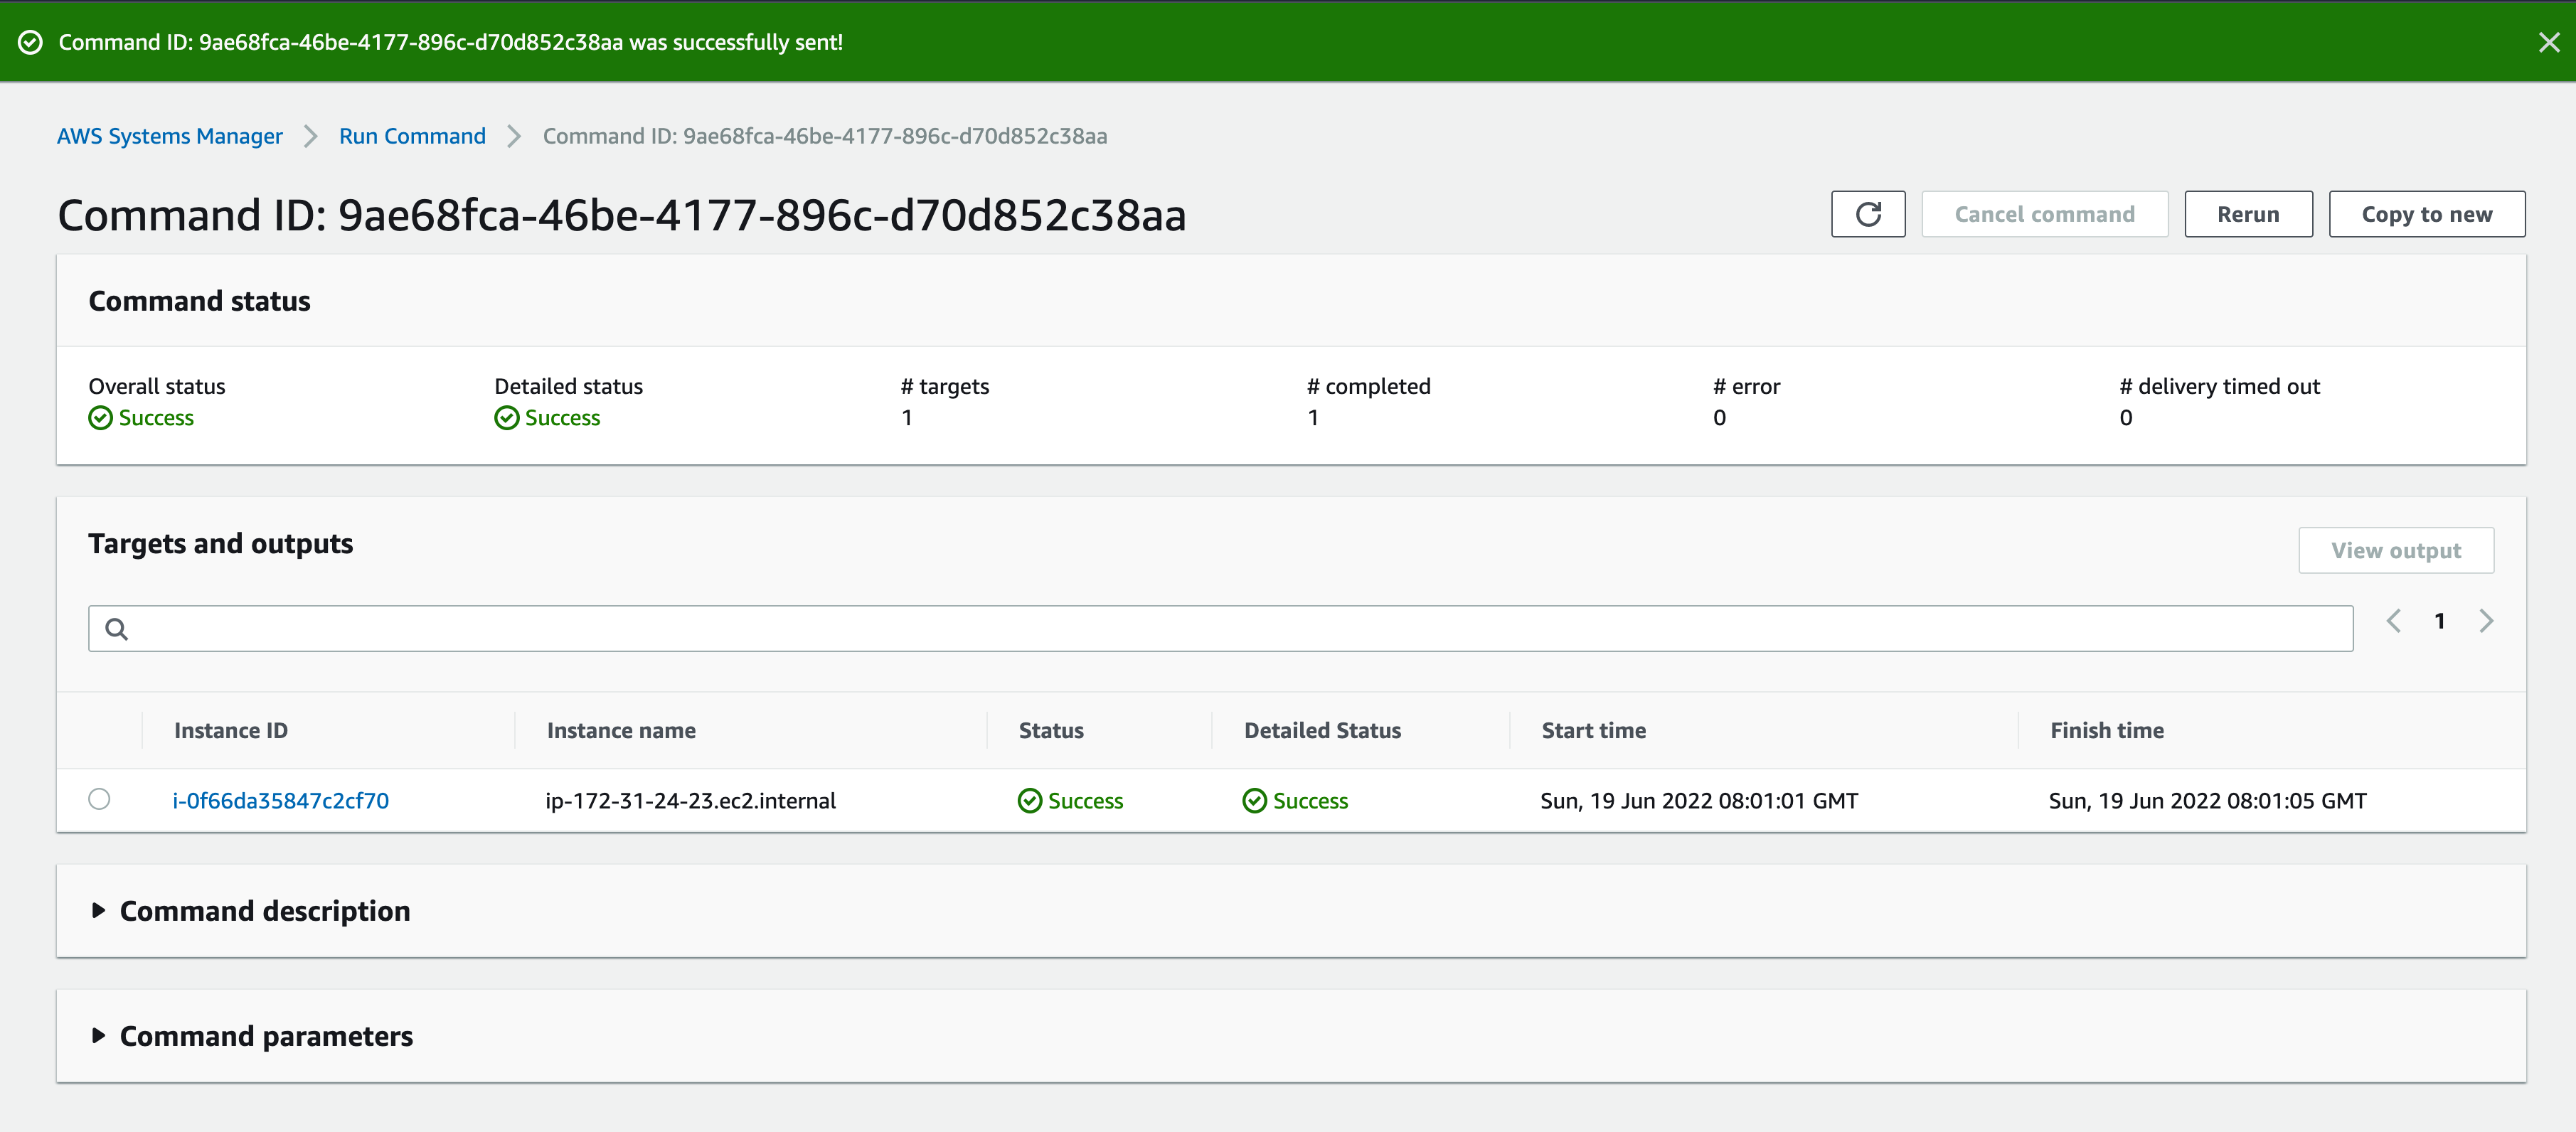 Command ID: 9ae68fca-46be-4177-896c-d70d852c38aa was successfully sent!
AWS Systems Manager Run Command Command ID: 9ae68fca-46be-4177-896c-d70d852c38aa
Command ID: 9ae68fca-46be-4177-896c-d70d852c38aa Cancel command Rerun Copy to new
Command status
Overall status Detailed status # targets # completed # error # delivery timed out
Success Success 1 1 0 0
Targets and outputs View output
1
Instance ID Instance name Status Detailed Status Start time Finish time
i-0f66da35847c2cf70 ip-172-31-24-23.ec2.internal Success Success Sun, 19 Jun 2022 08:01:01 GMT Sun, 19 Jun 2022 08:01:05 GMT
Command description
Command parameters